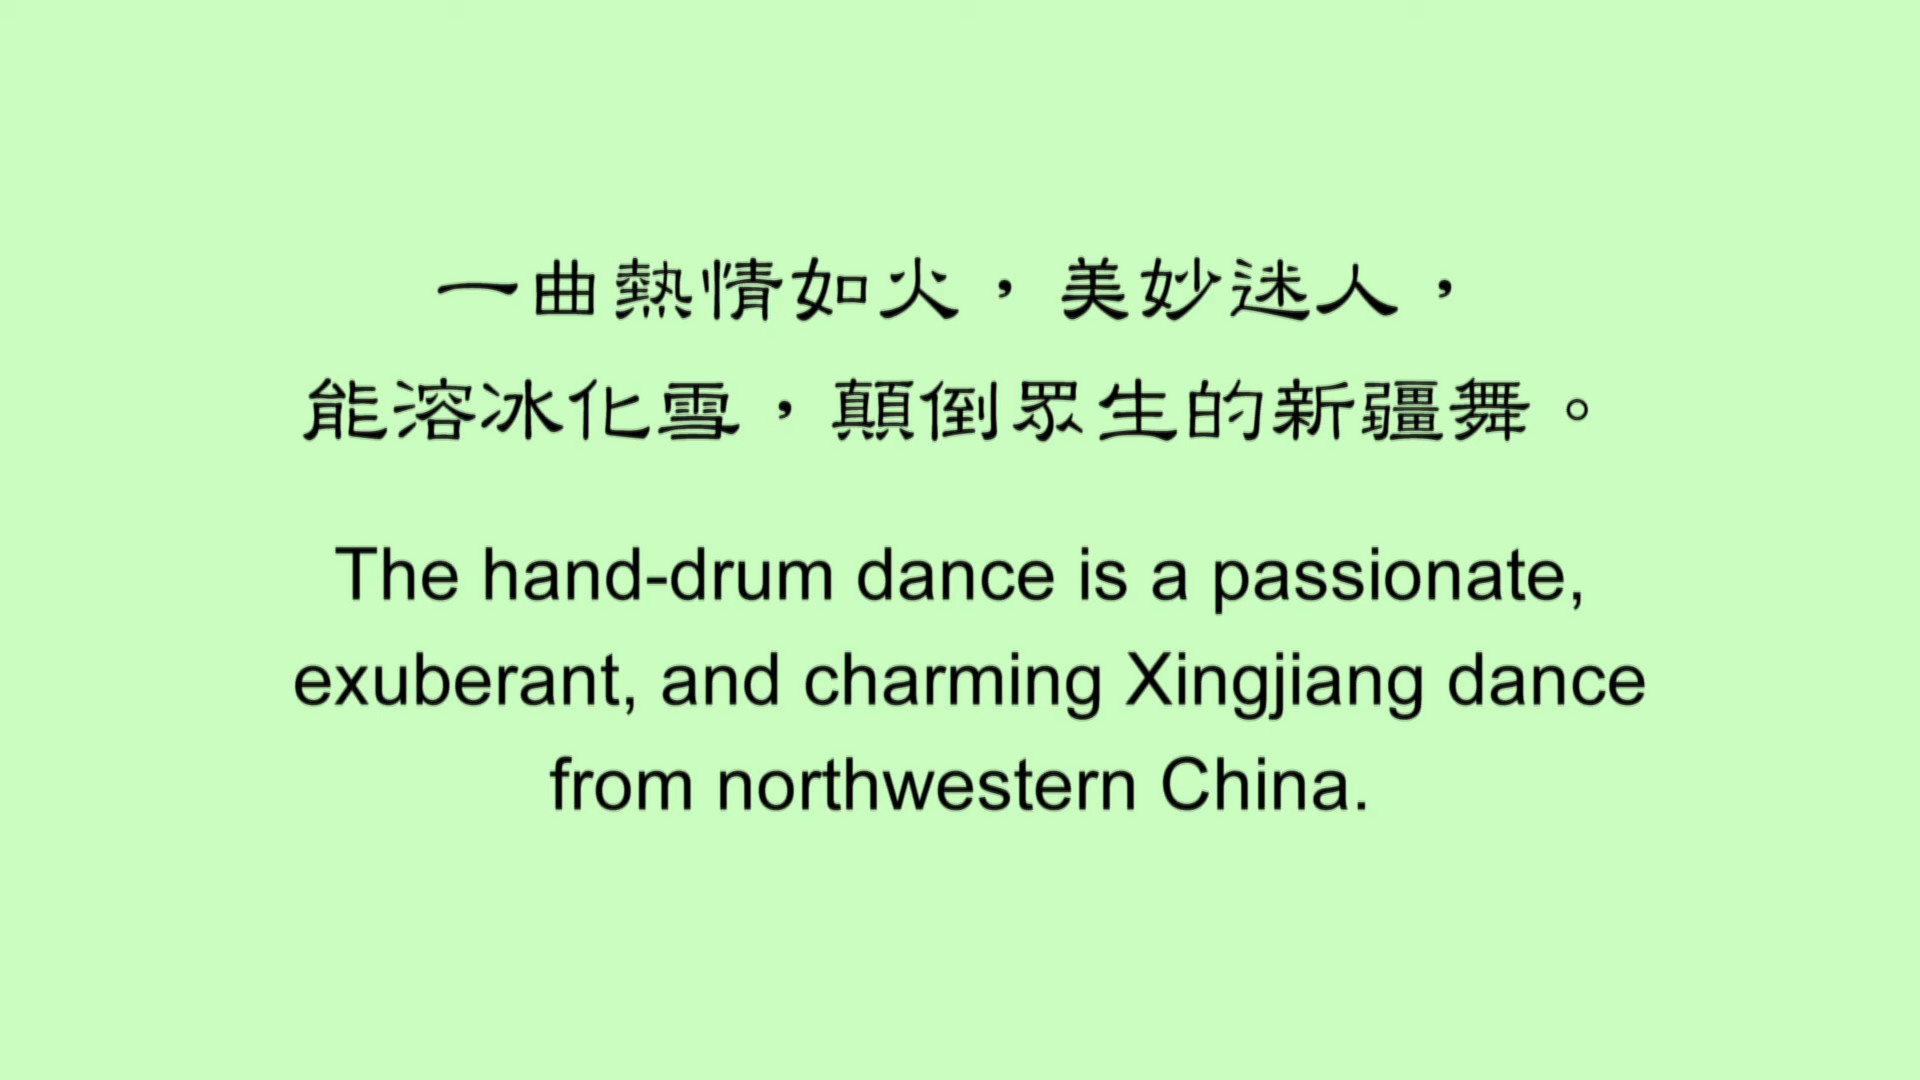 一曲熱情如火，美妙迷人，
能溶冰化雪，顛倒眾生的新疆舞。
The hand-drum dance is a passionate,
exuberant, and charming Xingjiang dance
from northwestern China.